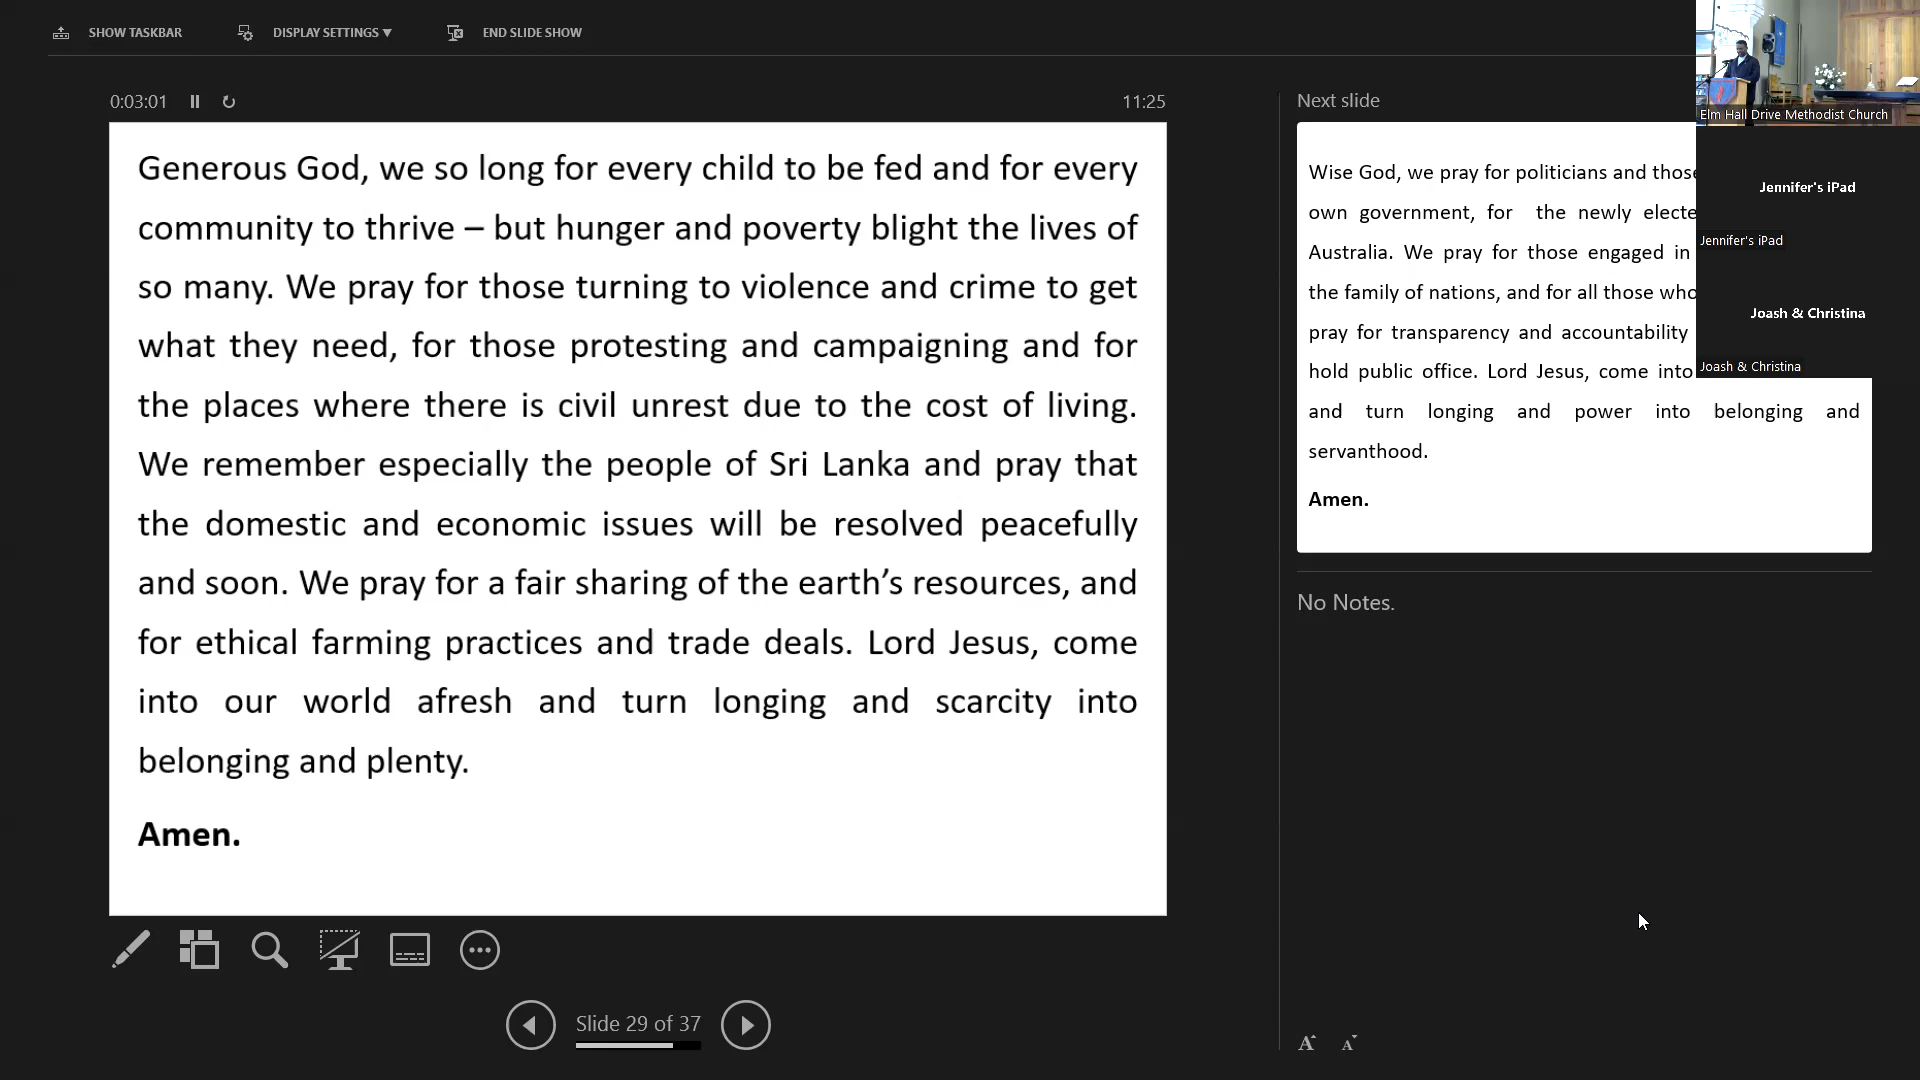 SHOW TASKBAR
DISPLAY SETTINGS ▼
END SLIDE SHOW
0:03:01
11:25
Generous God, we so long for every child to be fed and for every
community to thrive – but hunger and poverty blight the lives of
so many. We pray for those turning to violence and crime to get
what they need, for those protesting and campaigning and for
the places where there is civil unrest due to the cost of living.
We remember especially the people of Sri Lanka and pray that
the domestic and economic issues will be resolved peacefully
and soon. We pray for a fair sharing of the earth’s resources, and
for ethical farming practices and trade deals. Lord Jesus, come
into our world afresh and turn longing and scarcity into
belonging and plenty.
Amen.
Slide 29 of 37
Next slide
Wise God, we pray for politicians and those
own government, for the newly electe
Australia. We pray for those engaged in
the family of nations, and for all those who
pray for transparency and accountability
hold public office. Lord Jesus, come into
and turn longing and power into belonging and
servanthood.
Amen.
No Notes.
A A
Elm Hall Drive Methodist Church
Jennifer's iPad
Jennifer's iPad
Joash & Christina
Joash & Christina